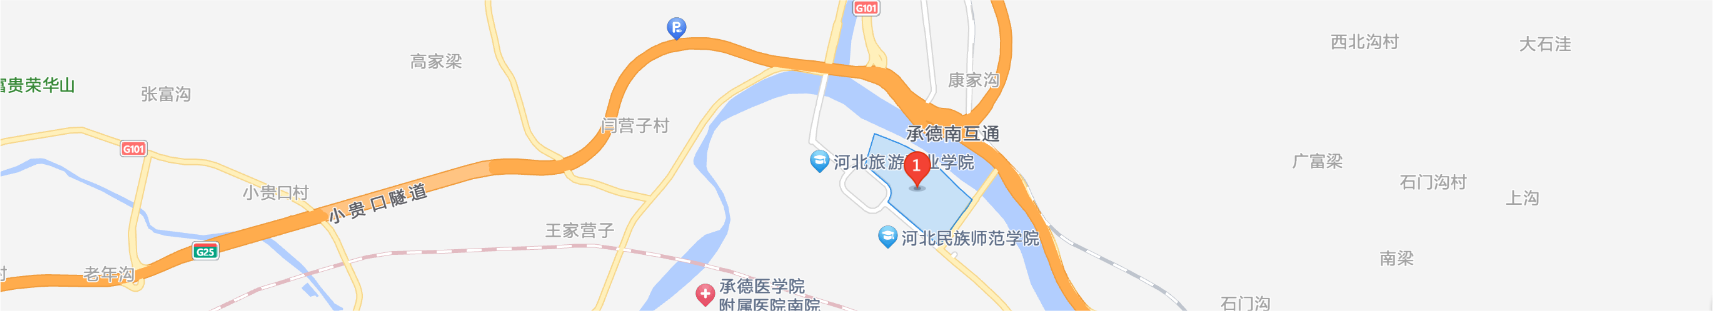 G101
P
西北沟村
大石洼
高家梁
康家沟
富贵荣华山
张富沟
闫营子村
承德南互通
G101
广富梁
河北旅游
业学院
1
石门沟村
小贵口村
上沟
小贵口隧道
王家营子
河北民族师范学院
G25
南梁
村
老年沟
承德医学院
附属医院南院
石门沟